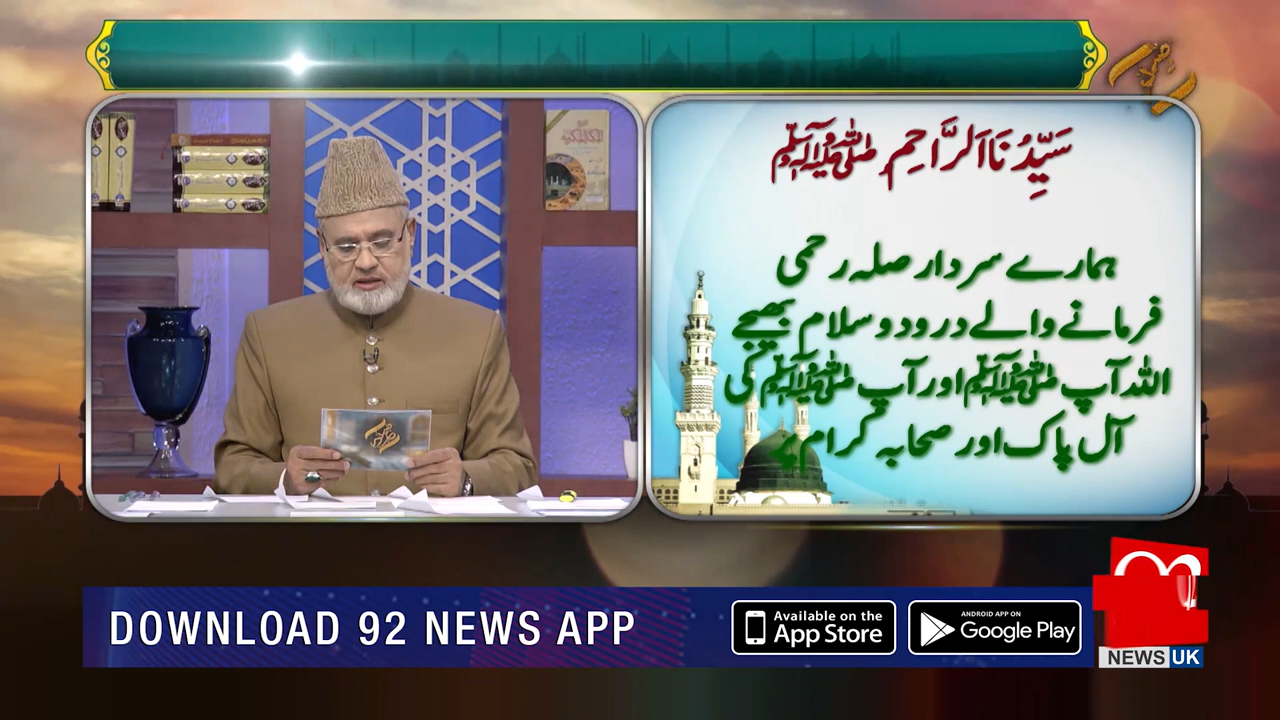 سَیِّدُنَا اَلرَّاحِم ﷺ
ہمارے سردار صلہ رحمی
فرمانے والے درود و سلام بھیجے
اللہ آپ ﷺ اور آپ ﷺ کی
آل پاک اور صحابہ کرام پر
DOWNLOAD 92 NEWS APP
Available on the
App Store
ANDROID APP ON
Google Play
NEWS UK